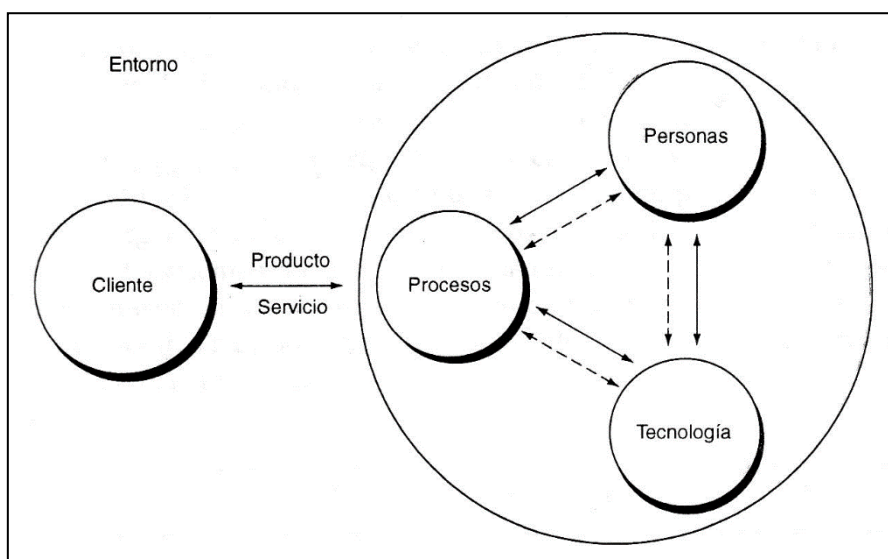 Entorno
Personas
Producto
Cliente
Procesos
Servicio
Tecnología